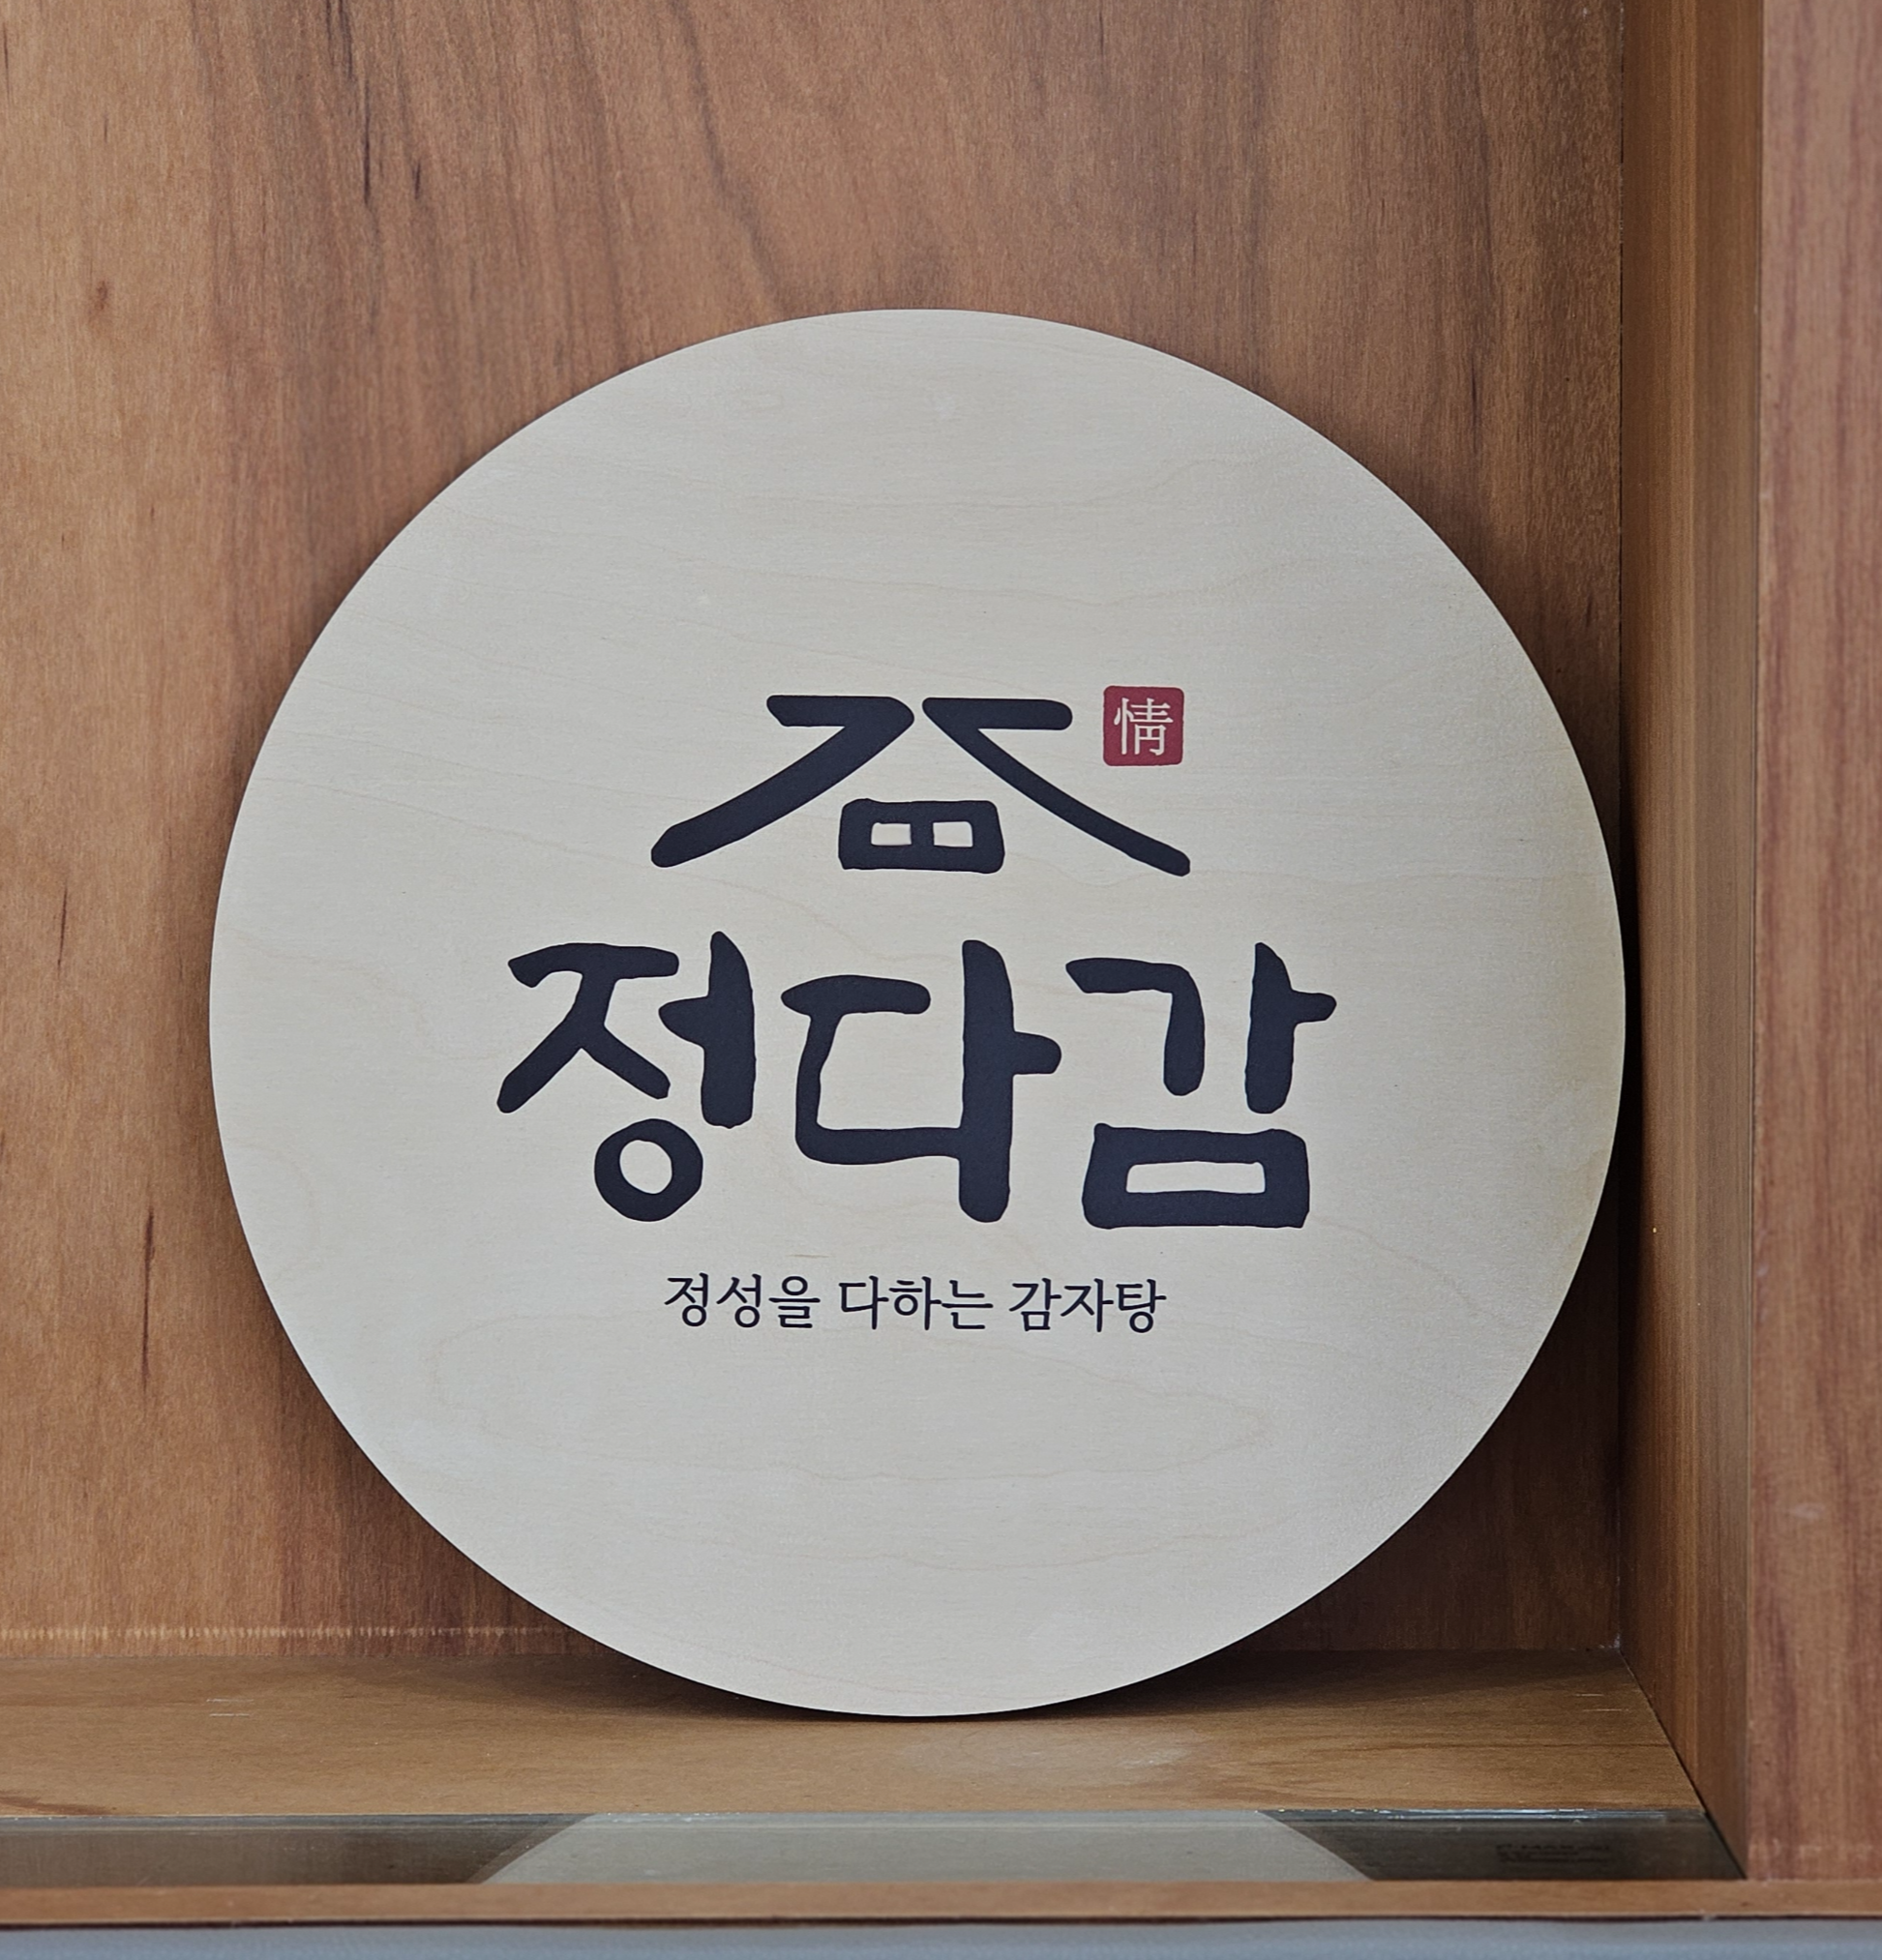 情
정다감
정성을 다하는 감자탕